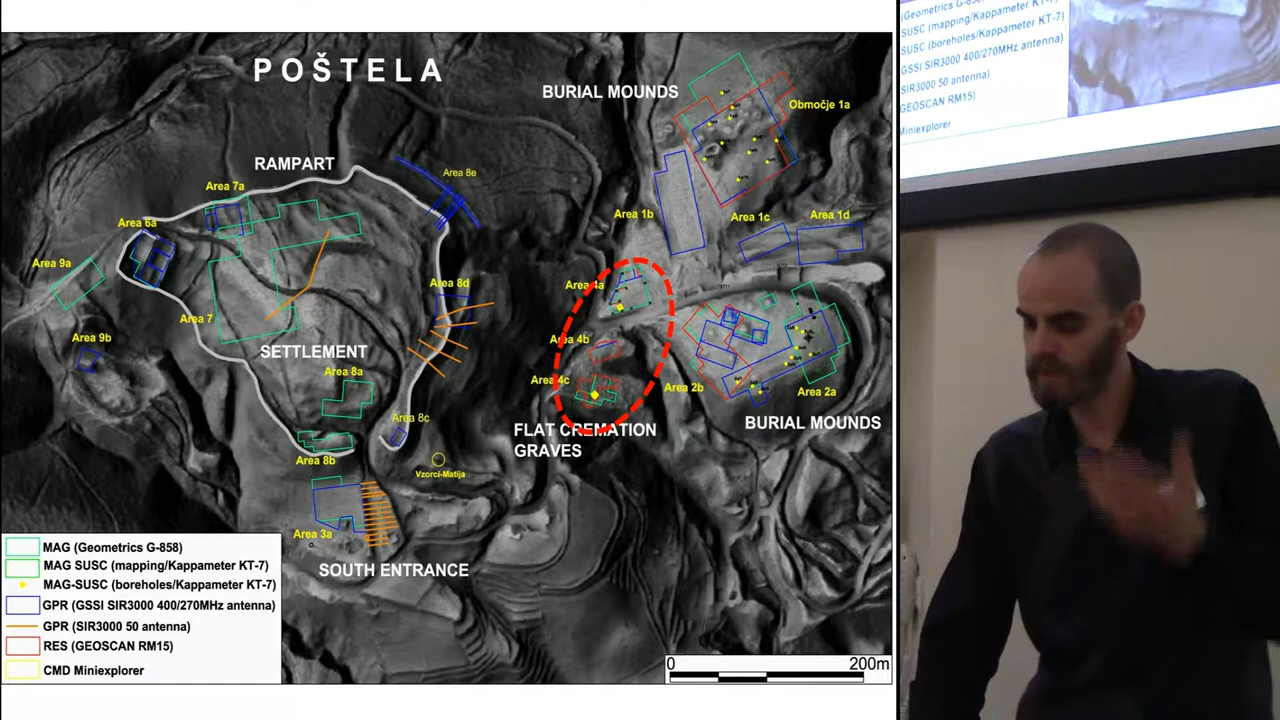 POŠTELA
BURIAL MOUNDS
Območje 1a
RAMPART
Area 8e
Area 7a
Area 1b
Area 1c
Area 1d
Area 6a
Area 9a
Area 4a
Area 8d
Area 7
Area 9b
Area 4b
SETTLEMENT
Area 8a
Area 4c
Area 2b
Area 2a
Area 8c
BURIAL MOUNDS
FLAT CREMATION
GRAVES
Area 8b
Vzorci-Matija
Area 3a
SOUTH ENTRANCE
MAG (Geometrics G-858)
MAG SUSC (mapping/Kappameter KT-7)
MAG-SUSC (boreholes/Kappameter KT-7)
GPR (GSSI SIR3000 400/270MHz antenna)
GPR (SIR3000 50 antenna)
RES (GEOSCAN RM15)
CMD Miniexplorer
0 200m
(Geometrics G-858)
SUSC (mapping/Kappameter KT-7)
SUSC (boreholes/Kappameter KT-7)
GSSI SIR3000 400/270MHz antenna)
SIR3000 50 antenna)
GEOSCAN RM15)
Miniexplorer